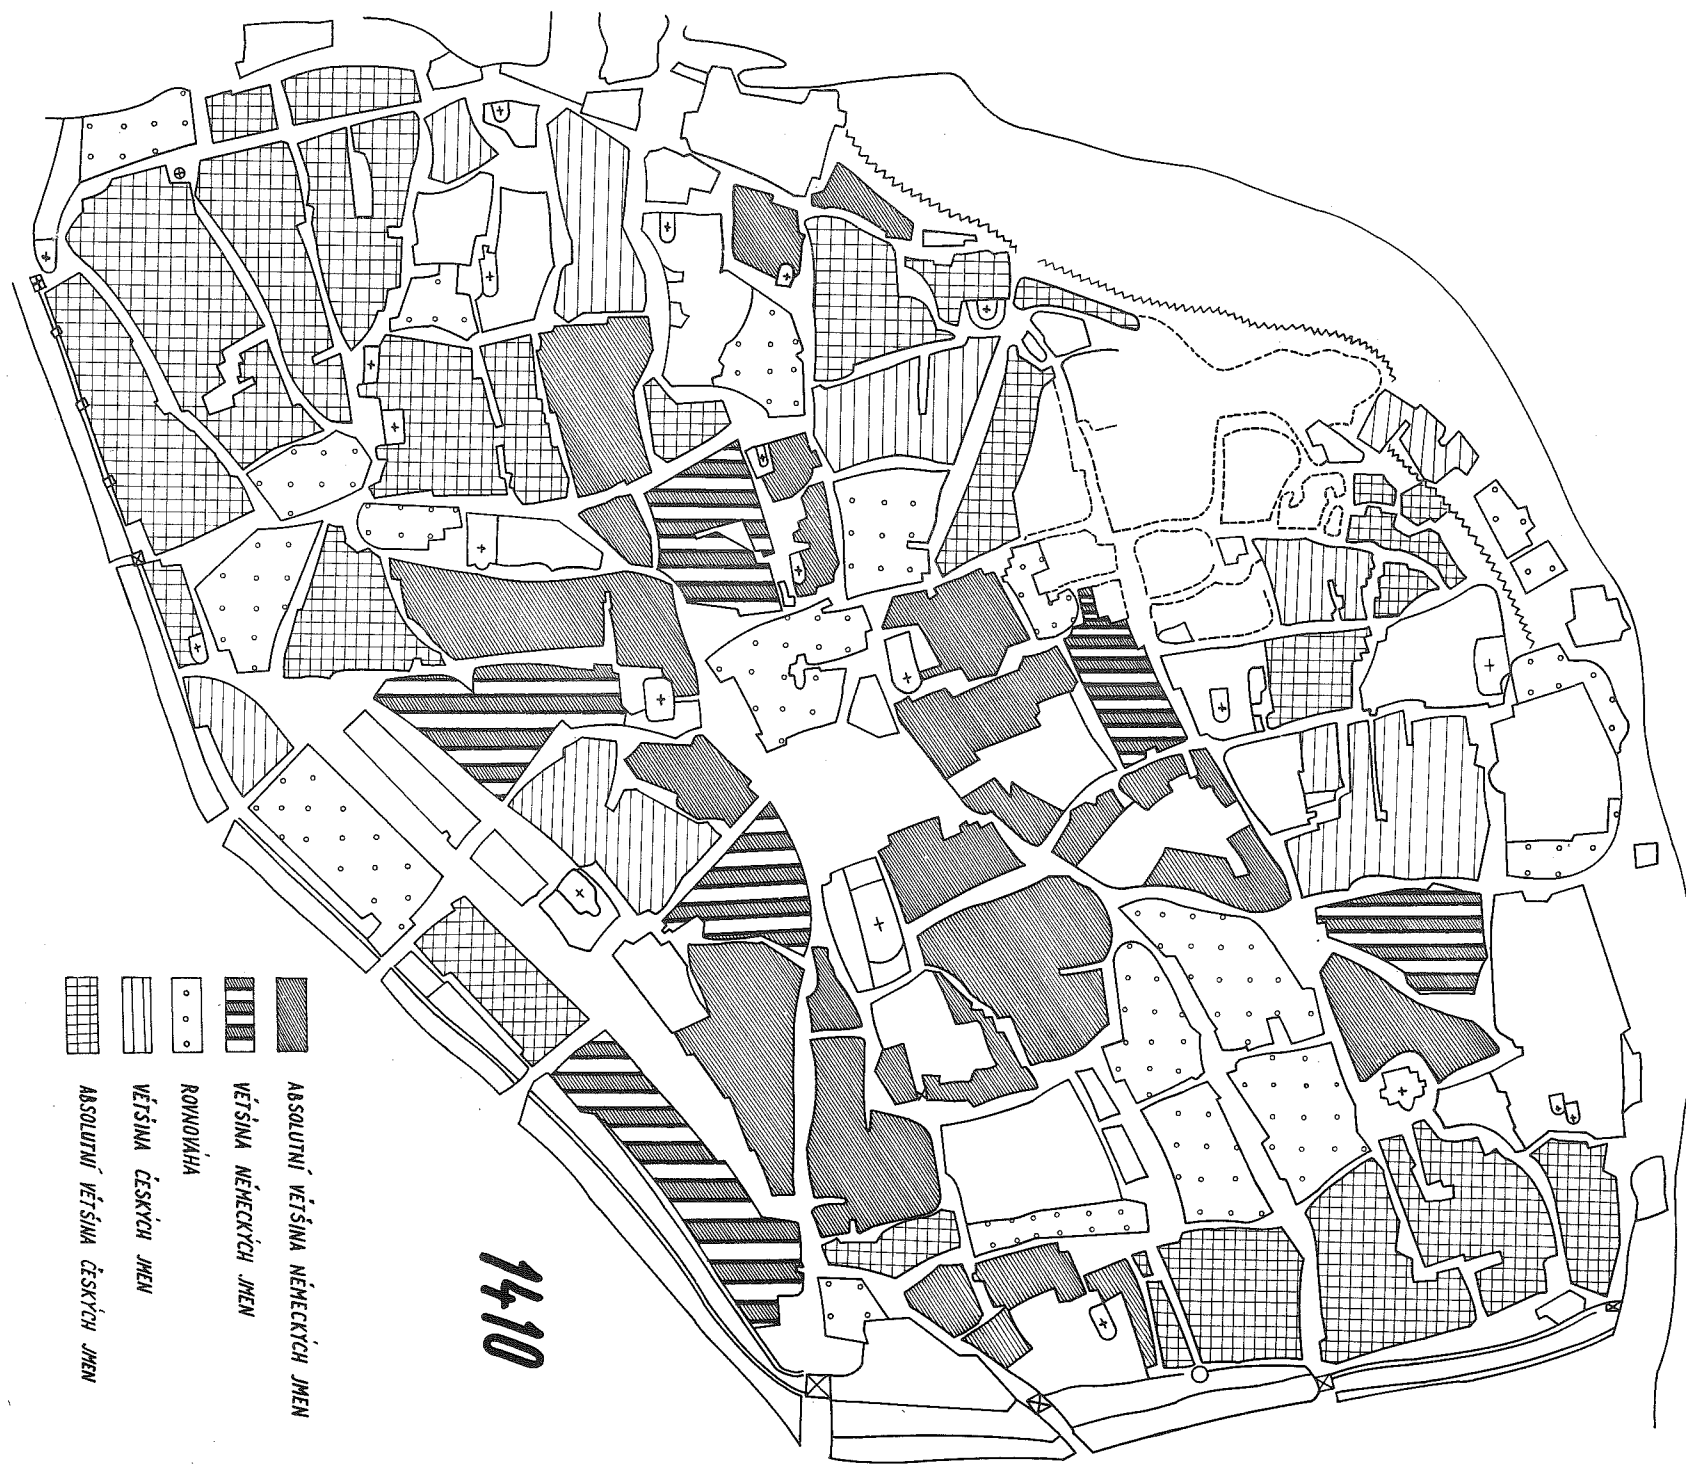 1410
ABSOLUTNÍ VĚTŠINA NĚMECKÝCH JMEN
VĚTŠINA NĚMECKÝCH JMEN
ROVNOVÁHA
VĚTŠINA ČESKÝCH JMEN
ABSOLUTNÍ VĚTŠINA ČESKÝCH JMEN